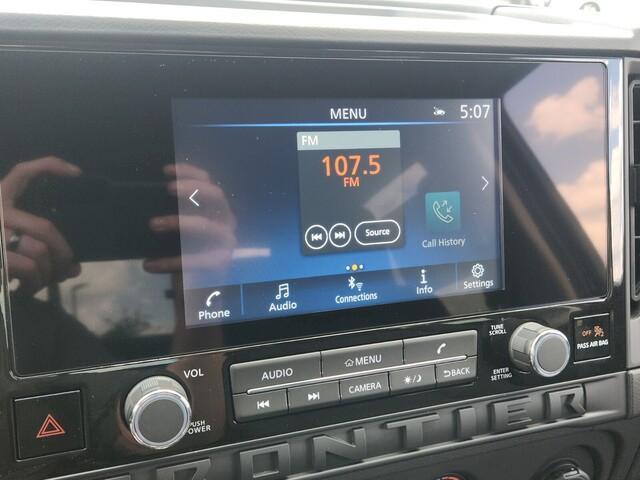 MENU 5:07
FM
107.5
FM
Source
Call History
Phone Audio Connections Info Settings
VOL
PUSH
POWER
AUDIO MENU
CAMERA BACK
TUNE
SCROLL
ENTER
SETTING
OFF
PASS AIR BAG
RONTIER